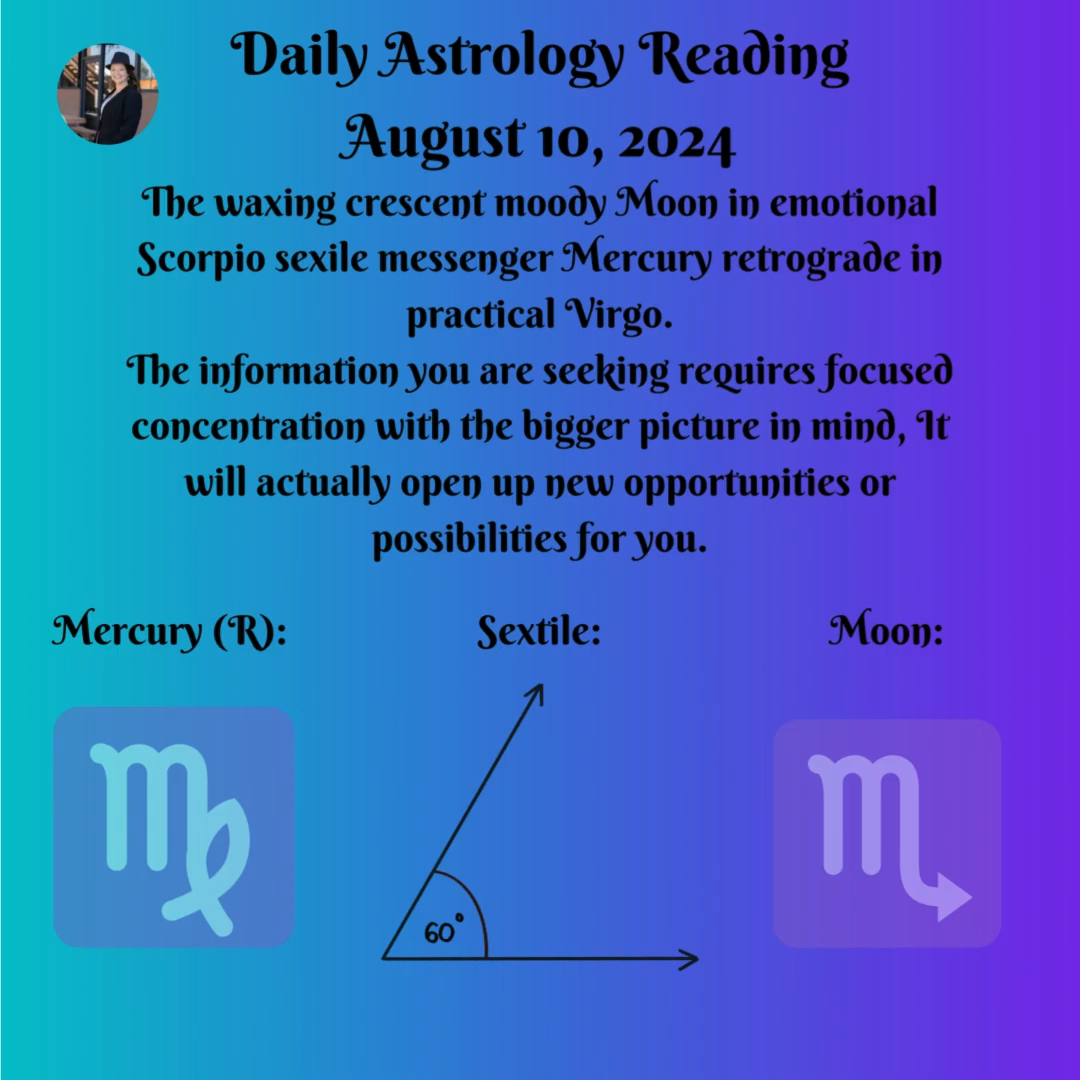 Daily Astrology Reading
August 10, 2024
The waxing crescent moody Moon in emotional
Scorpio sexile messenger Mercury retrograde in
practical Virgo.
The information you are seeking requires focused
concentration with the bigger picture in mind, It
will actually open up new opportunities or
possibilities for you.
Mercury (R): Sextile: Moon:
60°